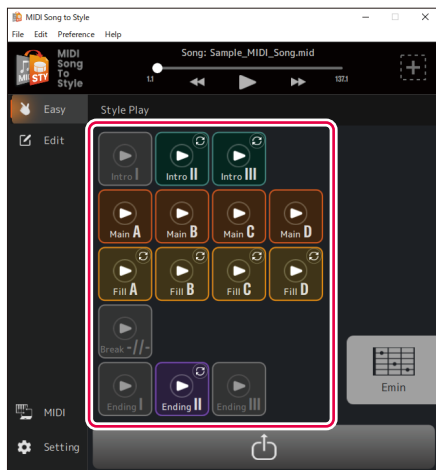 MIDI Song to Style
File Edit Preference Help
MIDI
Song
To
Style
MI STY
Song: Sample_MIDI_Song.mid
1.1
137.1
Easy
Style Play
Edit
Intro I
Intro II
Intro III
Main A
Main B
Main C
Main D
Fill A
Fill B
Fill C
Fill D
Break -//-
Ending I
Ending II
Ending III
Emin
MIDI
Setting